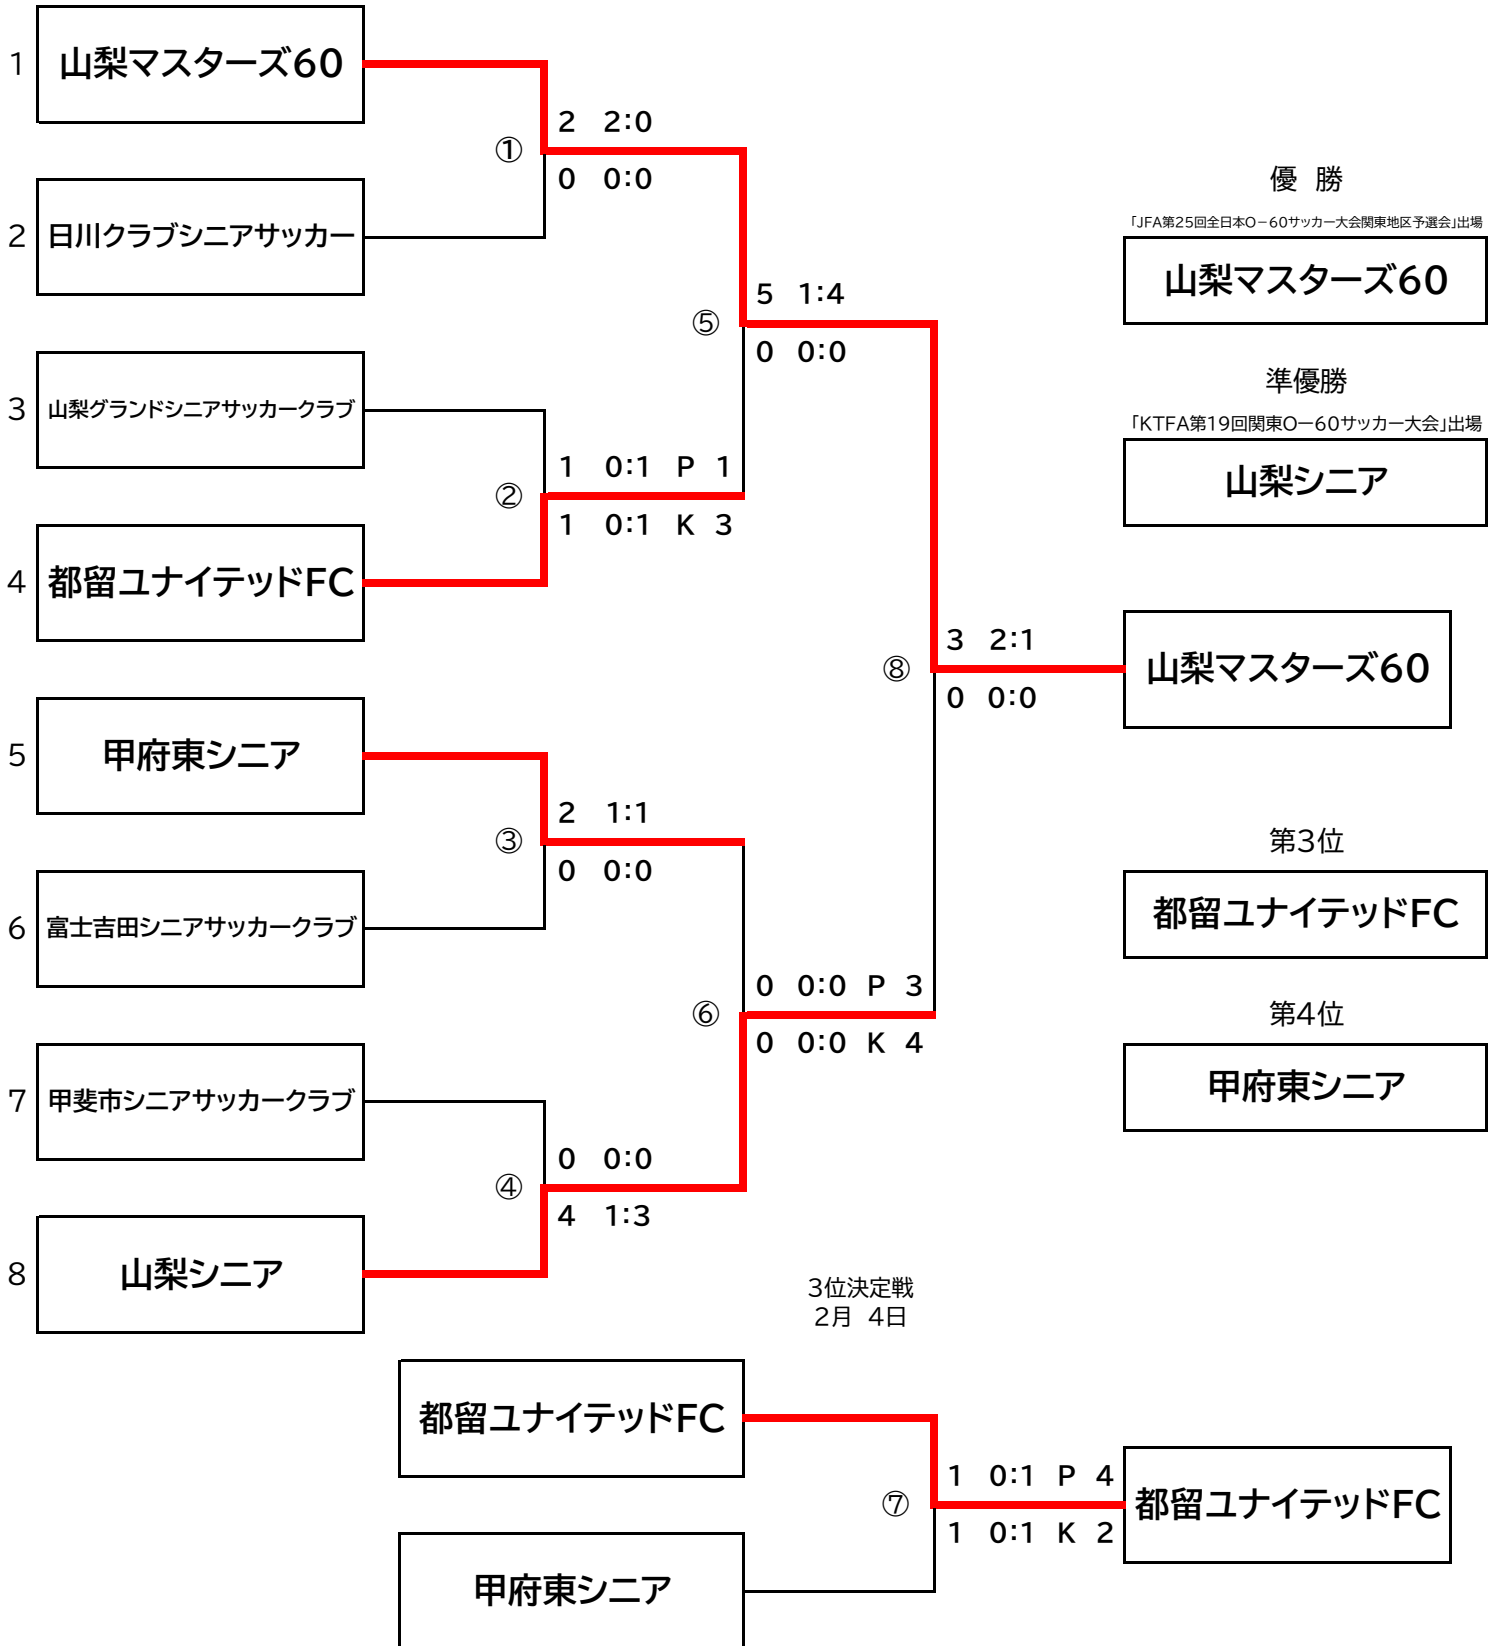 1 山梨マスターズ60
2 2:0
①
0 0:0
2 日川クラブシニアサッカー
優 勝
「JFA第25回全日本O－60サッカー大会関東地区予選会」出場
山梨マスターズ60
5 1:4
⑤
0 0:0
準優勝
「KTFA第19回関東O－60サッカー大会」出場
山梨シニア
3 山梨グランドシニアサッカークラブ
1 0:1 P 1
②
1 0:1 K 3
4 都留ユナイテッドFC
3 2:1
⑧
0 0:0
山梨マスターズ60
5 甲府東シニア
2 1:1
③
0 0:0
6 富士吉田シニアサッカークラブ
第3位
都留ユナイテッドFC
0 0:0 P 3
⑥
0 0:0 K 4
第4位
甲府東シニア
7 甲斐市シニアサッカークラブ
0 0:0
④
4 1:3
8 山梨シニア
3位決定戦
2月 4日
都留ユナイテッドFC
1 0:1 P 4
⑦
1 0:1 K 2
都留ユナイテッドFC
甲府東シニア